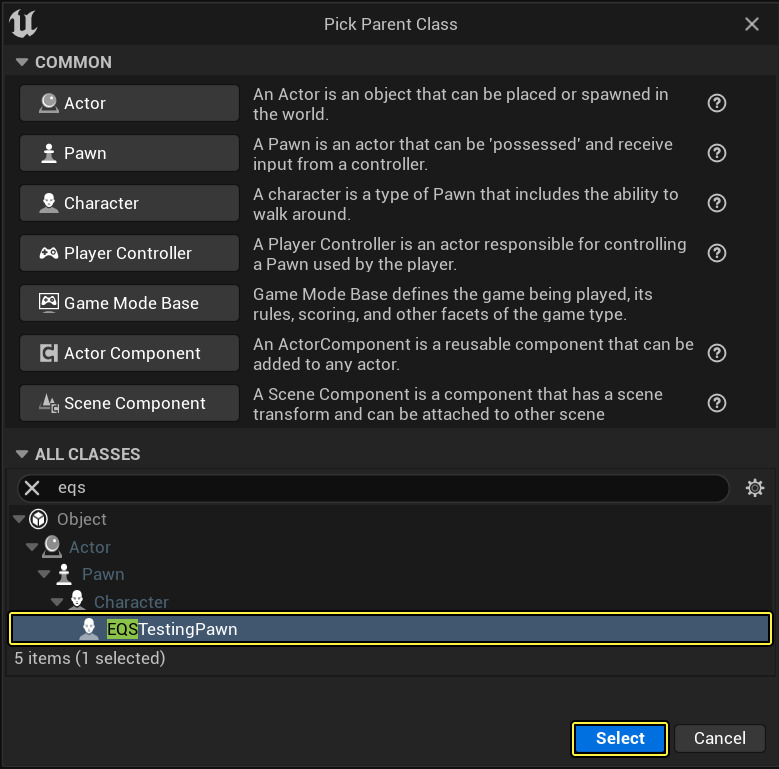 Pick Parent Class
COMMON
Actor
An Actor is an object that can be placed or spawned in
the world.
Pawn
A Pawn is an actor that can be 'possessed' and receive
input from a controller.
Character
A character is a type of Pawn that includes the ability to
walk around.
Player Controller
A Player Controller is an actor responsible for controlling
a Pawn used by the player.
Game Mode Base
Game Mode Base defines the game being played, its
rules, scoring, and other facets of the game type.
Actor Component
An ActorComponent is a reusable component that can be
added to any actor.
Scene Component
A Scene Component is a component that has a scene
transform and can be attached to other scene
ALL CLASSES
eqs
Object
Actor
Pawn
Character
EQSTestingPawn
5 items (1 selected)
Select
Cancel